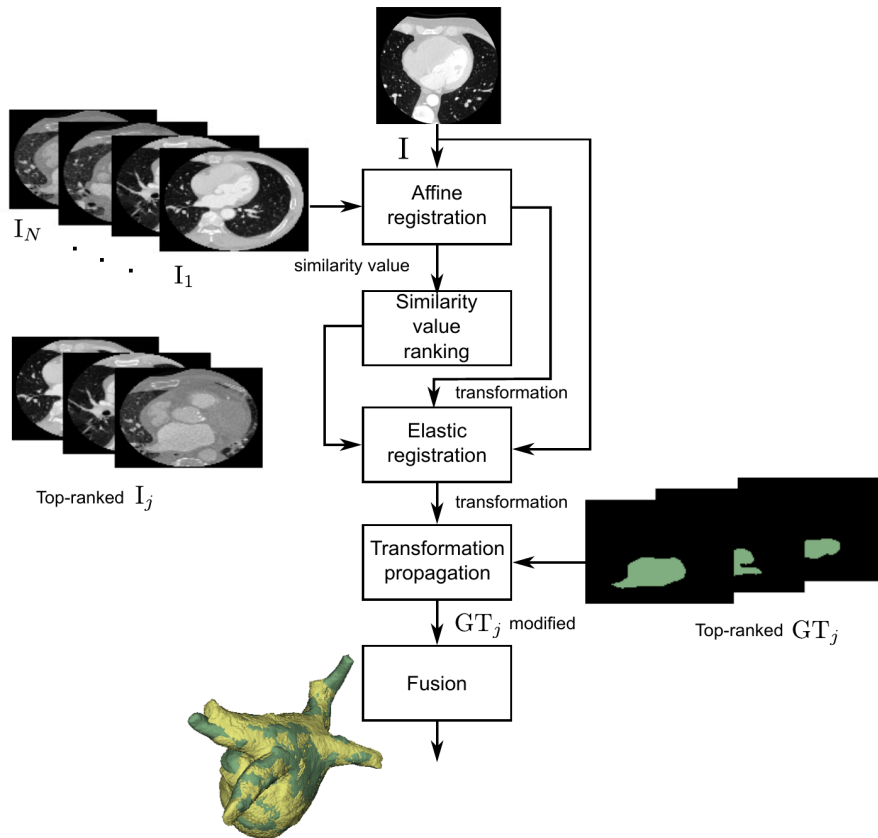 I
Affine
registration
I_N
I_1
similarity value
Similarity
value
ranking
transformation
Elastic
registration
Top-ranked I_j
transformation
Transformation
propagation
GT_j modified
Top-ranked GT_j
Fusion